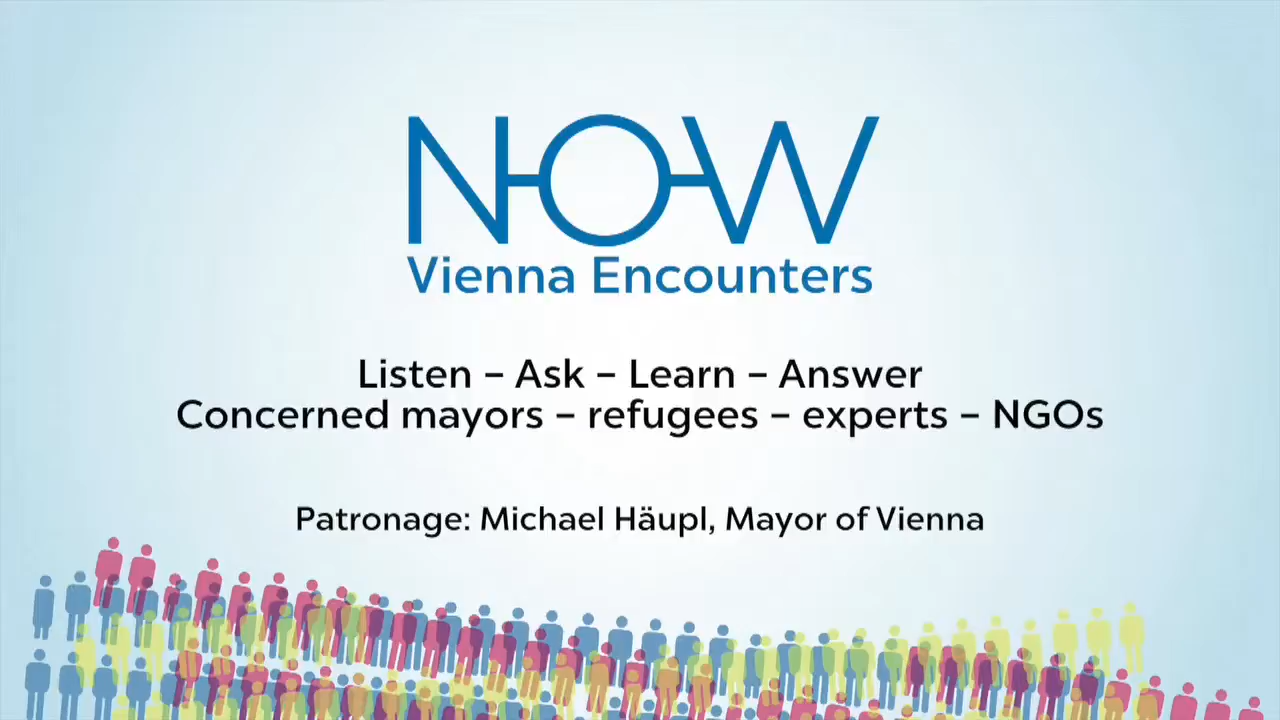 NOW
Vienna Encounters
Listen – Ask – Learn – Answer
Concerned mayors – refugees – experts – NGOs
Patronage: Michael Häupl, Mayor of Vienna